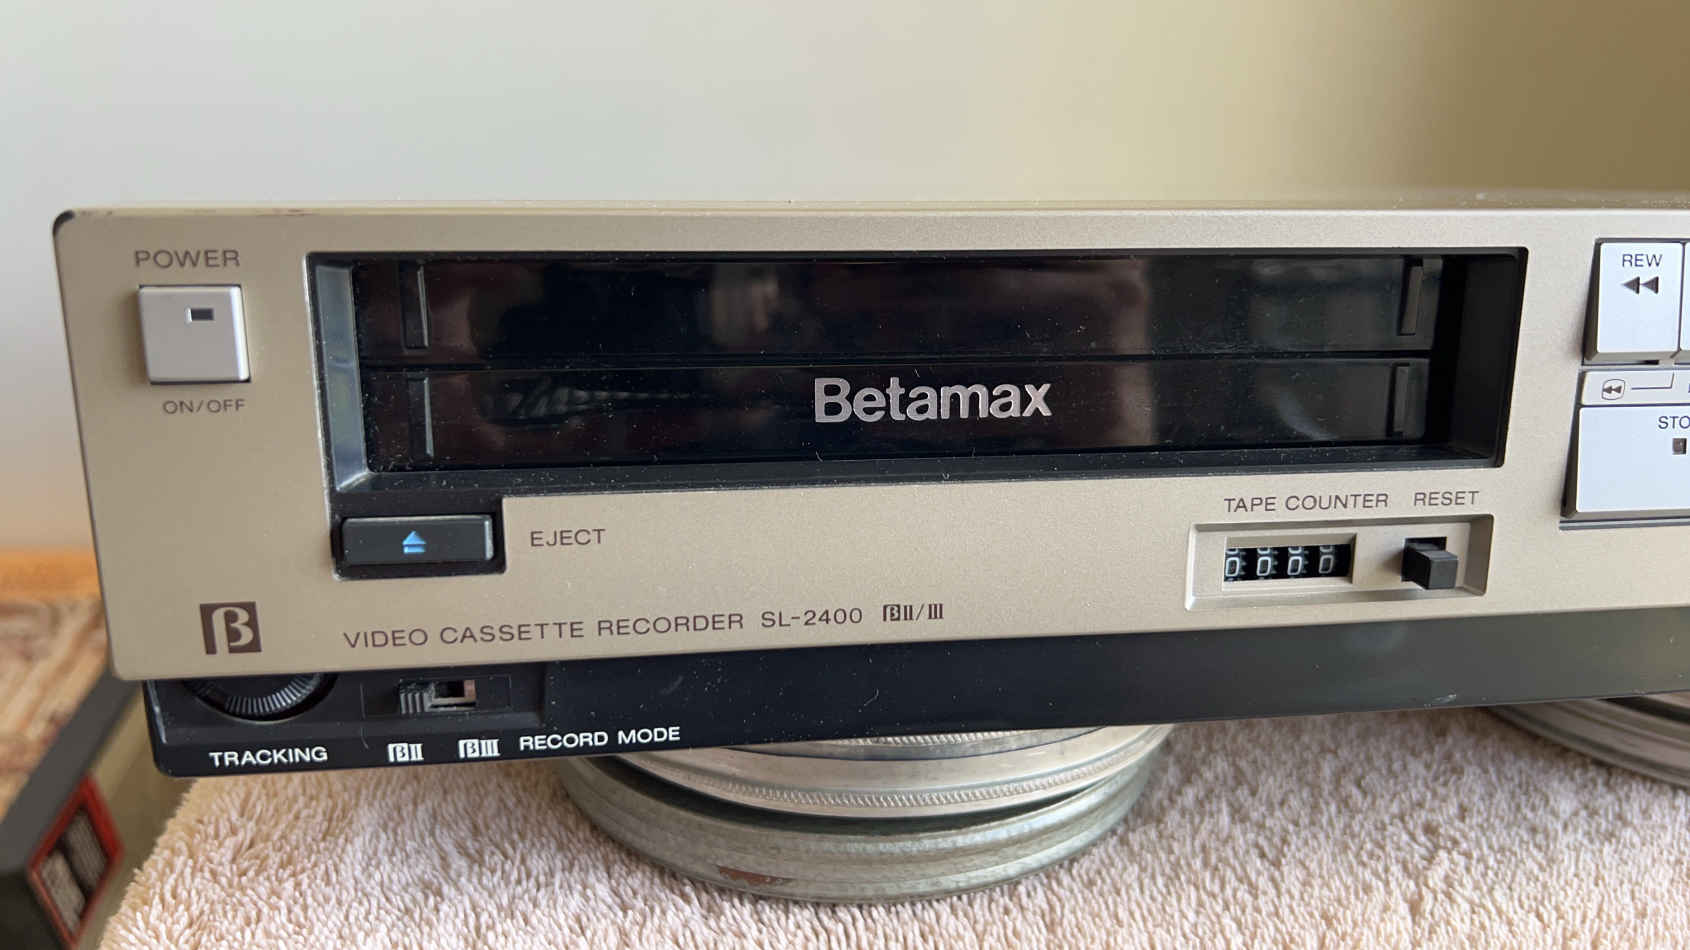 POWER
ON/OFF
Betamax
EJECT
TAPE COUNTER RESET
0000
REW
β
VIDEO CASSETTE RECORDER SL-2400 βII/III
TRACKING
βII βIII RECORD MODE